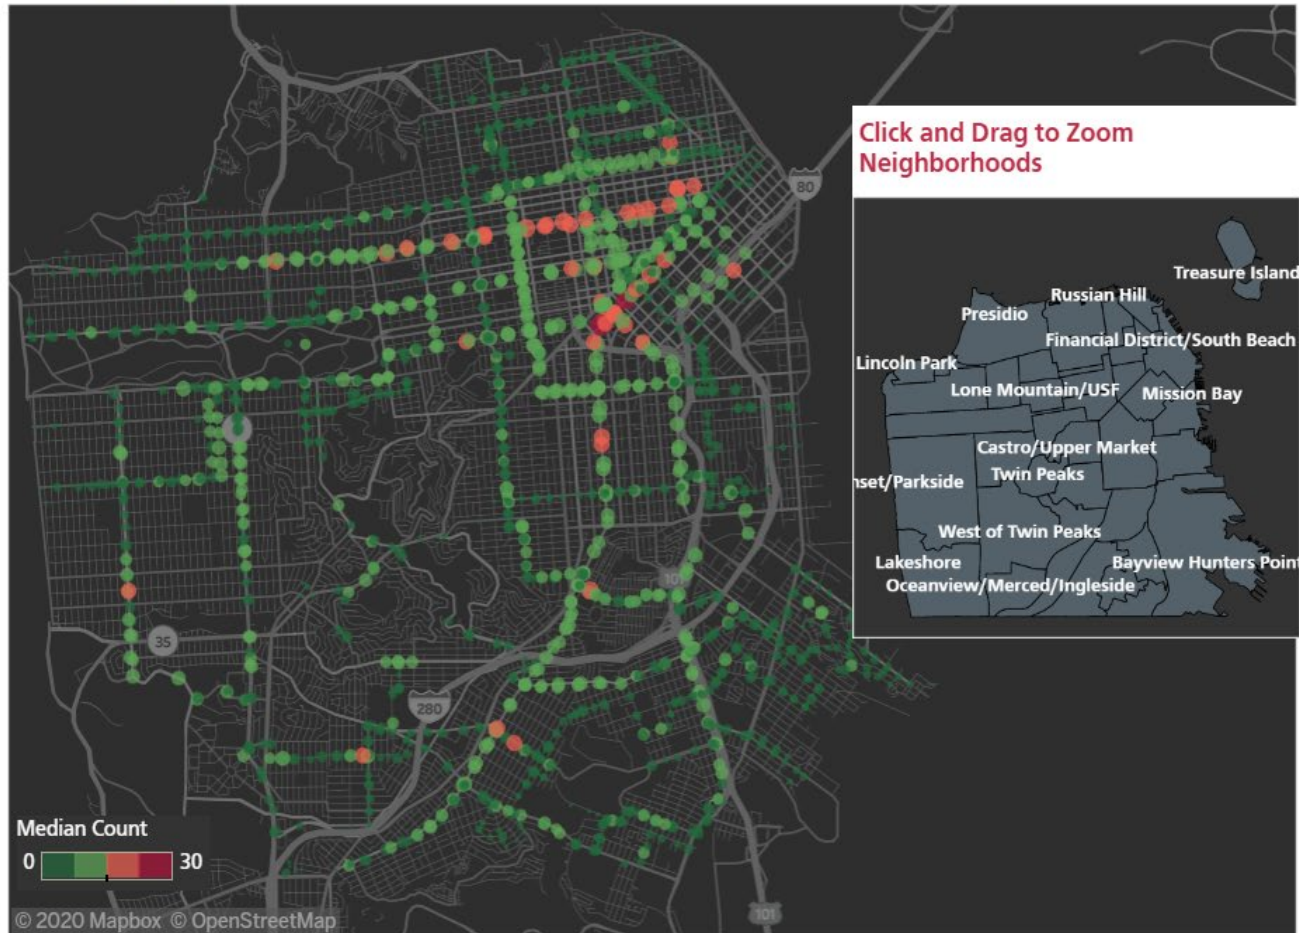 80
Click and Drag to Zoom
Neighborhoods
Treasure Island
Russian Hill
Presidio
Financial District/South Beach
Lincoln Park
Lone Mountain/USF
Mission Bay
Castro/Upper Market
Twin Peaks
nset/Parkside
West of Twin Peaks
Lakeshore
Bayview Hunters Point
Oceanview/Merced/Ingleside
101
35
280
Median Count
0 30
101
© 2020 Mapbox © OpenStreetMap